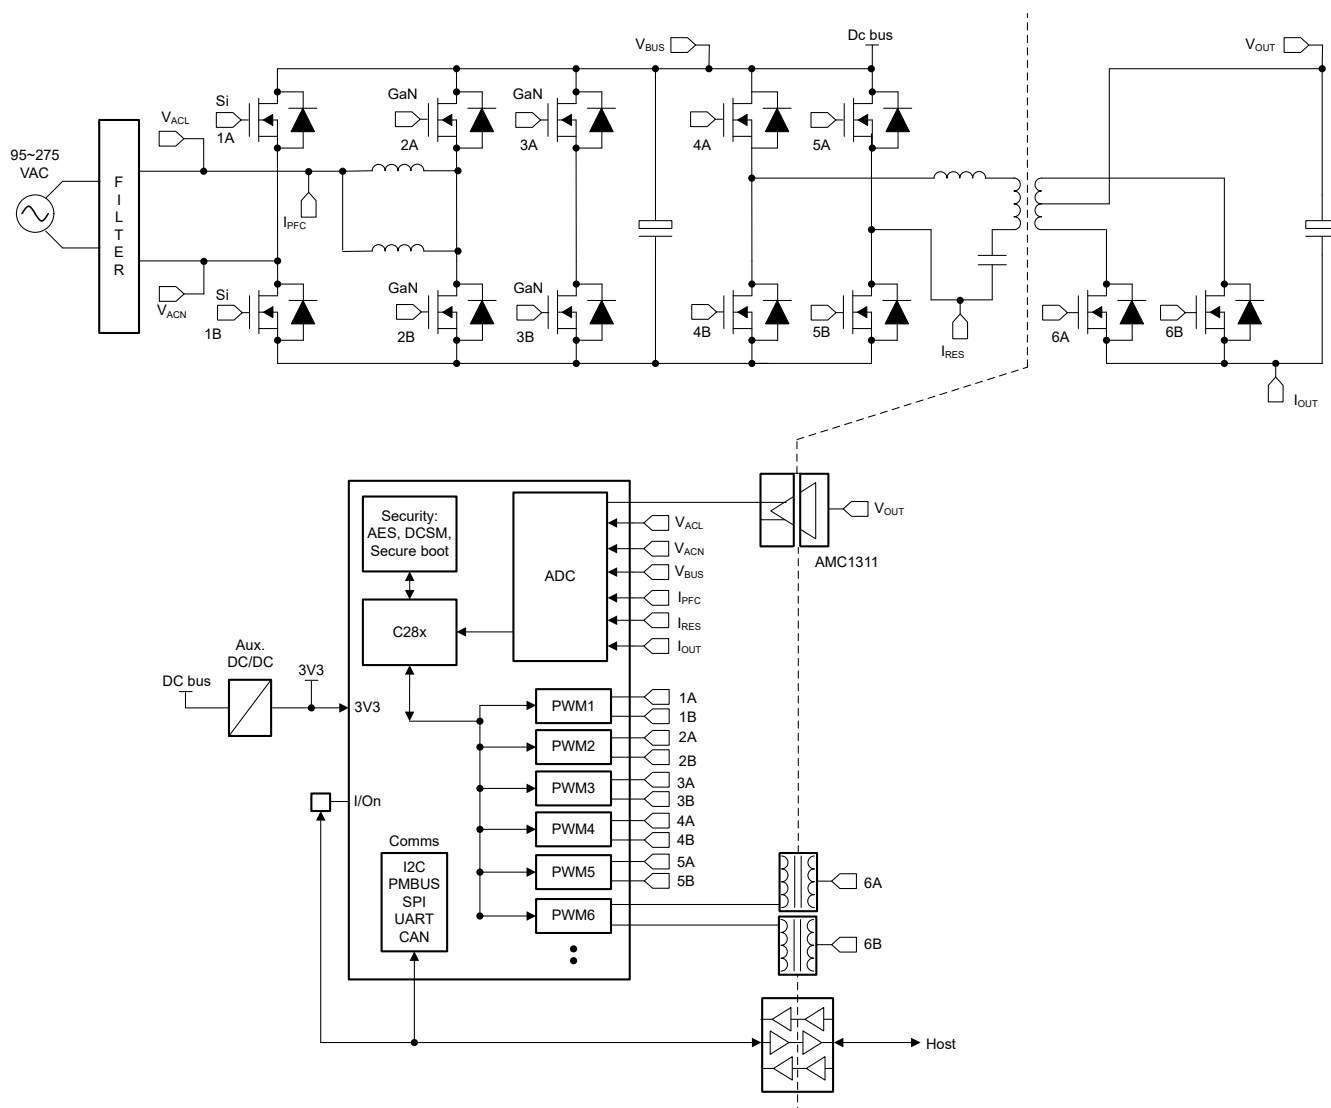 V_BUS
Dc bus
V_OUT
Si
GaN
GaN
V_ACL
1A
2A
3A
4A
5A
95~275
VAC
FILTER
I_PFC
V_ACN
Si
GaN
GaN
1B
2B
3B
4B
5B
I_RES
6A
6B
I_OUT
Security:
AES, DCSM,
Secure boot
ADC
V_ACL
V_ACN
V_BUS
I_PFC
I_RES
I_OUT
V_OUT
AMC1311
C28x
Aux.
DC/DC
DC bus
3V3
3V3
PWM1
1A
1B
PWM2
2A
2B
PWM3
3A
3B
PWM4
4A
4B
PWM5
5A
5B
PWM6
6A
6B
I/On
Comms
I2C
PMBUS
SPI
UART
CAN
Host